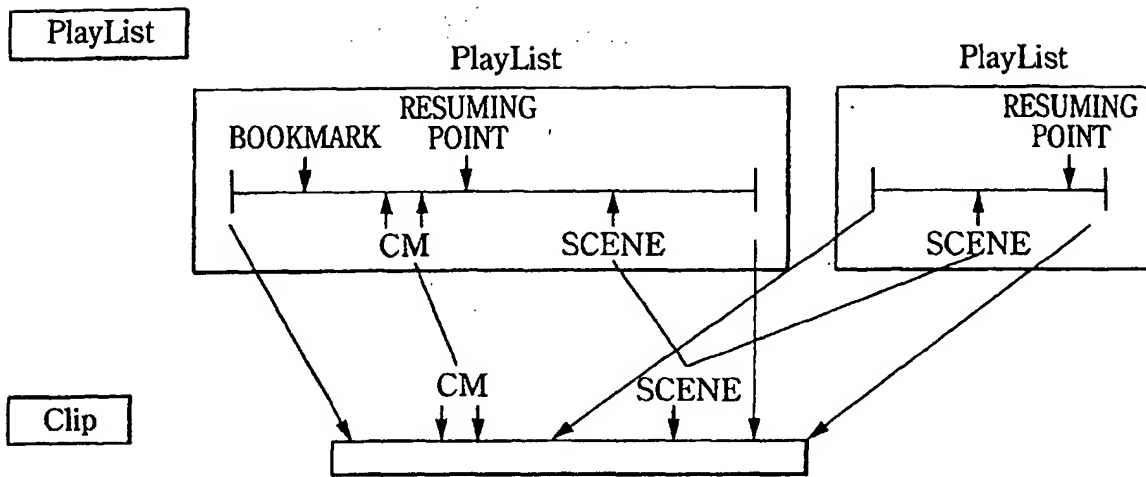 PlayList
PlayList
PlayList
BOOKMARK
RESUMING
POINT
CM
SCENE
RESUMING
POINT
SCENE
CM
SCENE
Clip